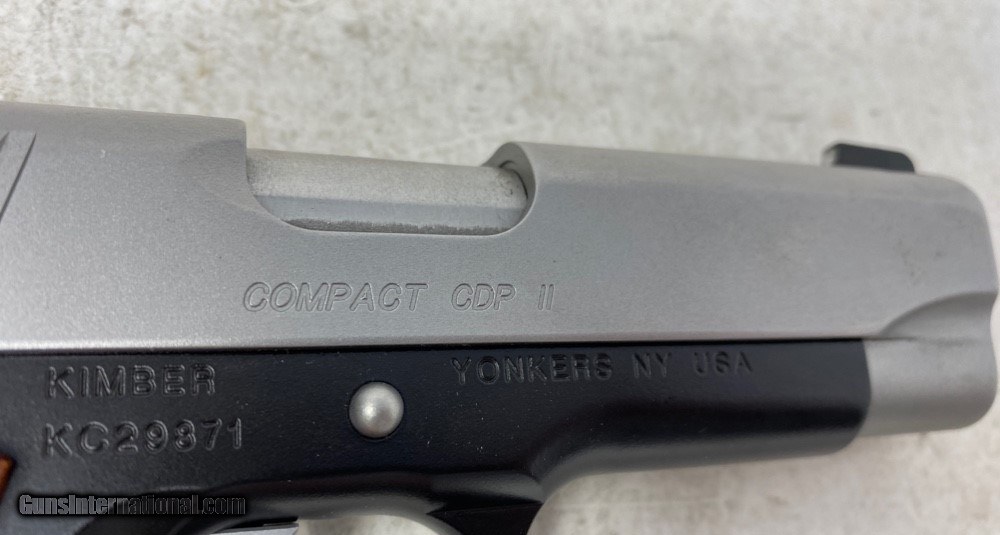 COMPACT CDP II
YONKERS NY USA
KIMBER
KC29371
GunsInternational.com